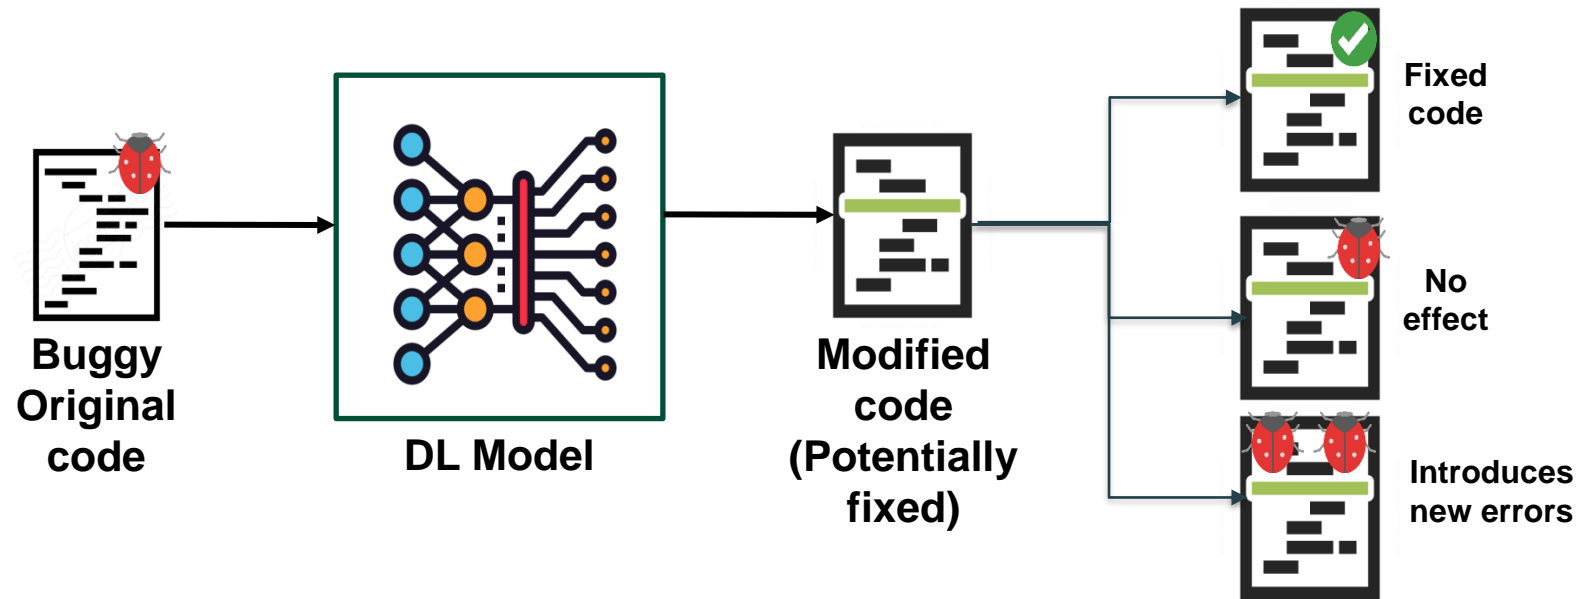 Buggy
Original
code
DL Model
Modified
code
(Potentially
fixed)
Fixed
code
No
effect
Introduces
new errors